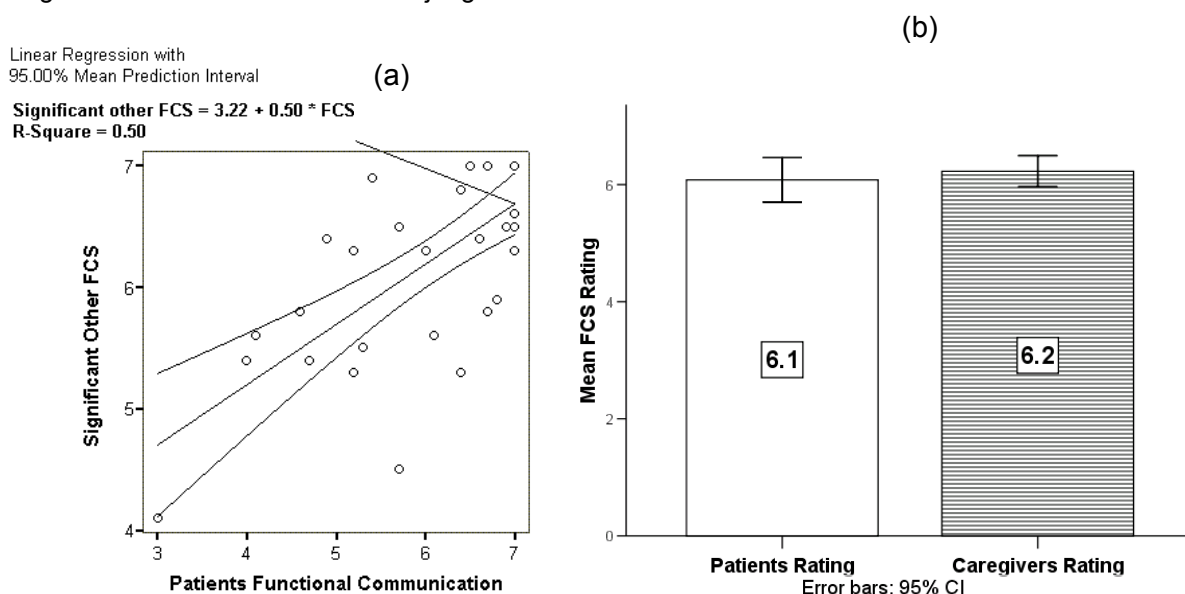 (b)
Linear Regression with
95.00% Mean Prediction Interval
(a)
Significant other FCS = 3.22 + 0.50 * FCS
R-Square = 0.50
7
6
5
4
Significant Other FCS
3 4 5 6 7
Patients Functional Communication
6
4
2
0
Mean FCS Rating
6.1
6.2
Patients Rating Caregivers Rating
Error bars: 95% CI